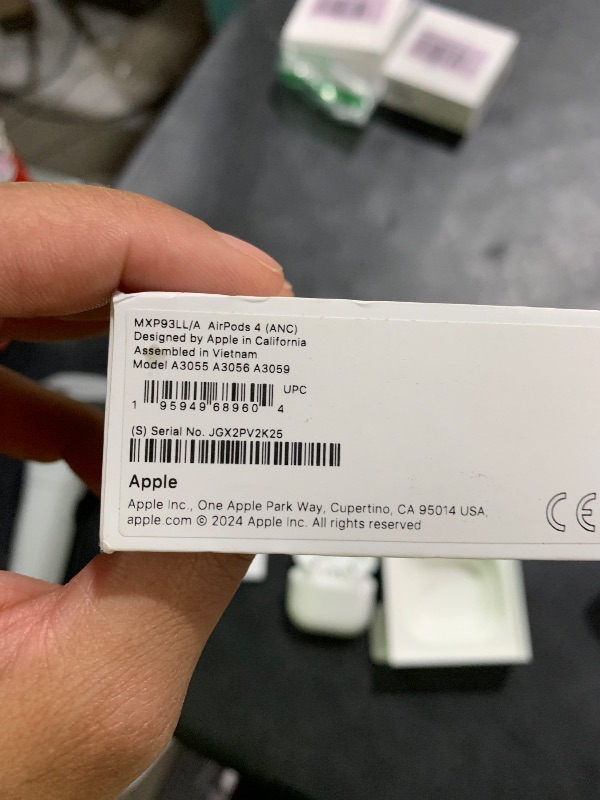 MXP93LL/A AirPods 4 (ANC)
Designed by Apple in California
Assembled in Vietnam
Model A3055 A3056 A3059
UPC
1 95949 68960 4
(S) Serial No. JGX2PV2K25
Apple
Apple Inc., One Apple Park Way, Cupertino, CA 95014 USA.
apple.com © 2024 Apple Inc. All rights reserved
CE